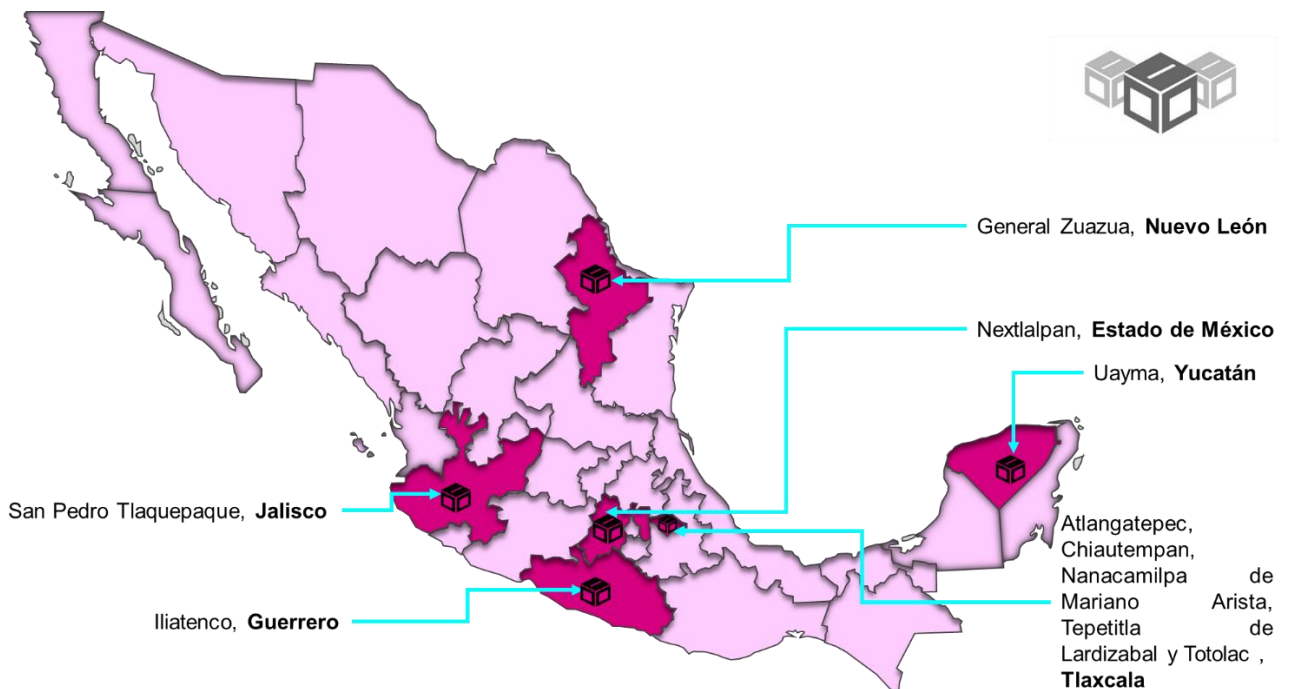 General Zuazua, Nuevo León
Nextlalpan, Estado de México
Uayma, Yucatán
San Pedro Tlaquepaque, Jalisco
Iliatenco, Guerrero
Atlangatepec,
Chiautempan,
Nanacamilpa de
Mariano Arista,
Tepetitla de
Lardizabal y Totolac ,
Tlaxcala